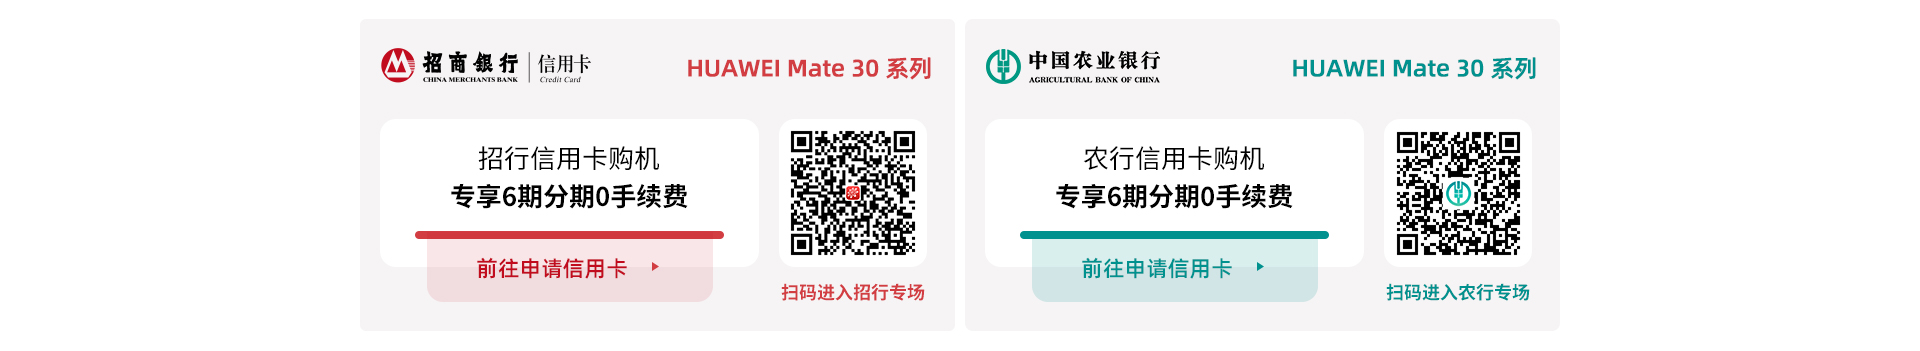 招商银行
CHINA MERCHANTS BANK
信用卡
Credit Card
HUAWEI Mate 30 系列
招行信用卡购机
专享6期分期0手续费
前往申请信用卡
扫码进入招行专场
中国农业银行
AGRICULTURAL BANK OF CHINA
HUAWEI Mate 30 系列
农行信用卡购机
专享6期分期0手续费
前往申请信用卡
扫码进入农行专场